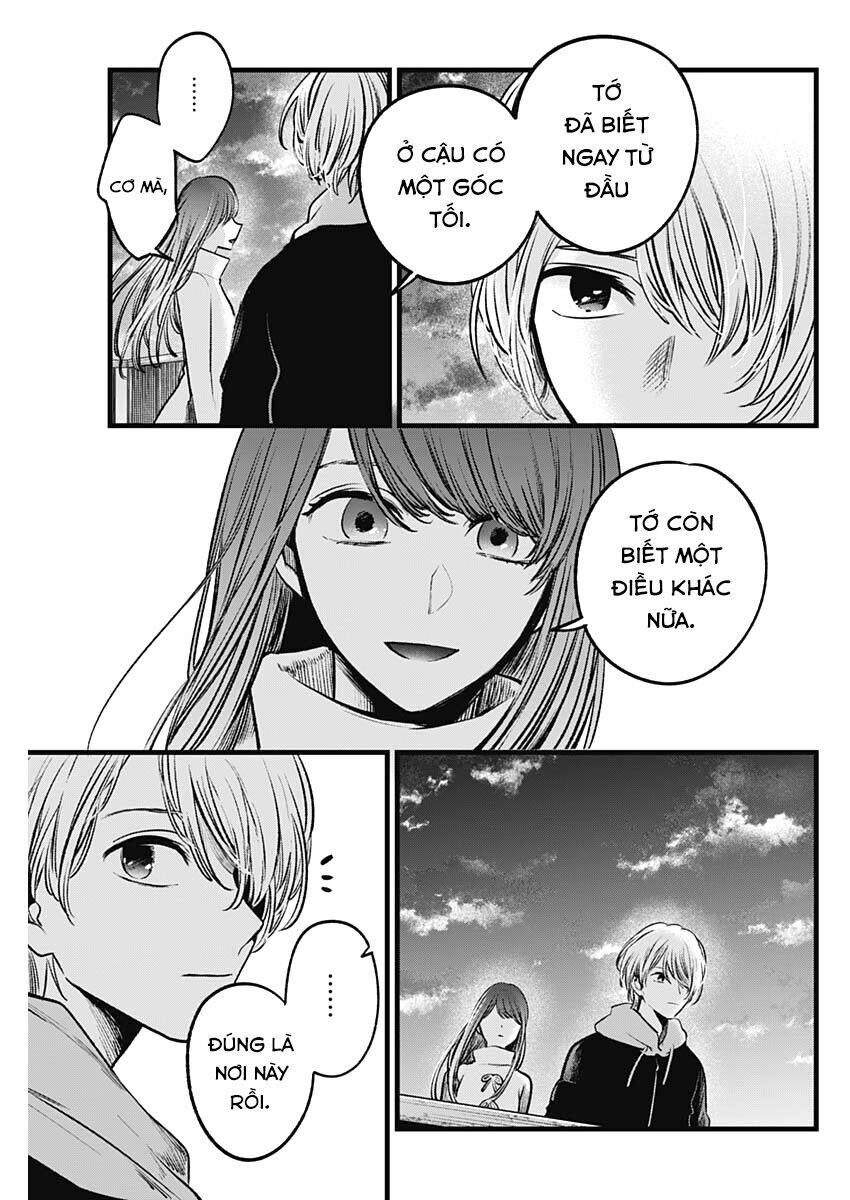 TỚ
ĐÃ BIẾT
NGAY TỪ
ĐẦU
Ở CẬU CÓ
MỘT GÓC
TỐI.
......
CƠ MÀ,
TỚ CÒN
BIẾT MỘT
ĐIỀU KHÁC
NỮA.
......
ĐÚNG LÀ
NƠI NÀY
RỒI.